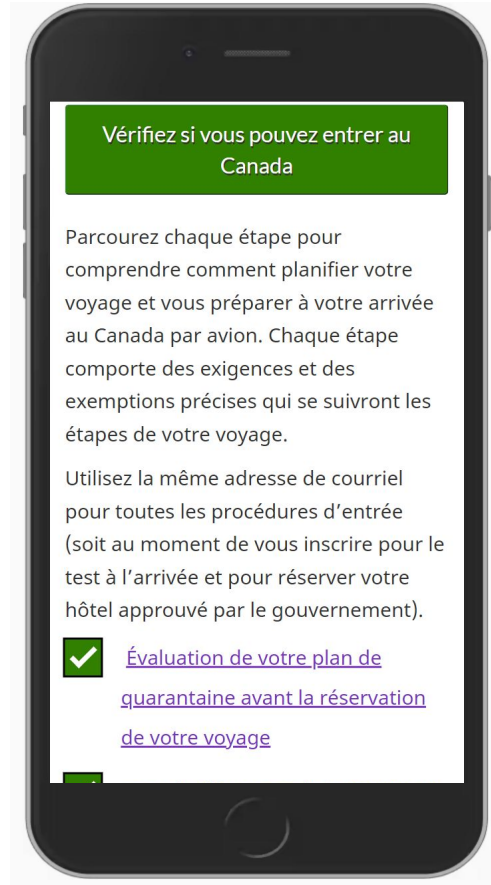 Vérifiez si vous pouvez entrer au
Canada
Parcourez chaque étape pour
comprendre comment planifier votre
voyage et vous préparer à votre arrivée
au Canada par avion. Chaque étape
comporte des exigences et des
exemptions précises qui se suivront les
étapes de votre voyage.
Utilisez la même adresse de courriel
pour toutes les procédures d’entrée
(soit au moment de vous inscrire pour le
test à l’arrivée et pour réserver votre
hôtel approuvé par le gouvernement).
Évaluation de votre plan de
quarantaine avant la réservation
de votre voyage